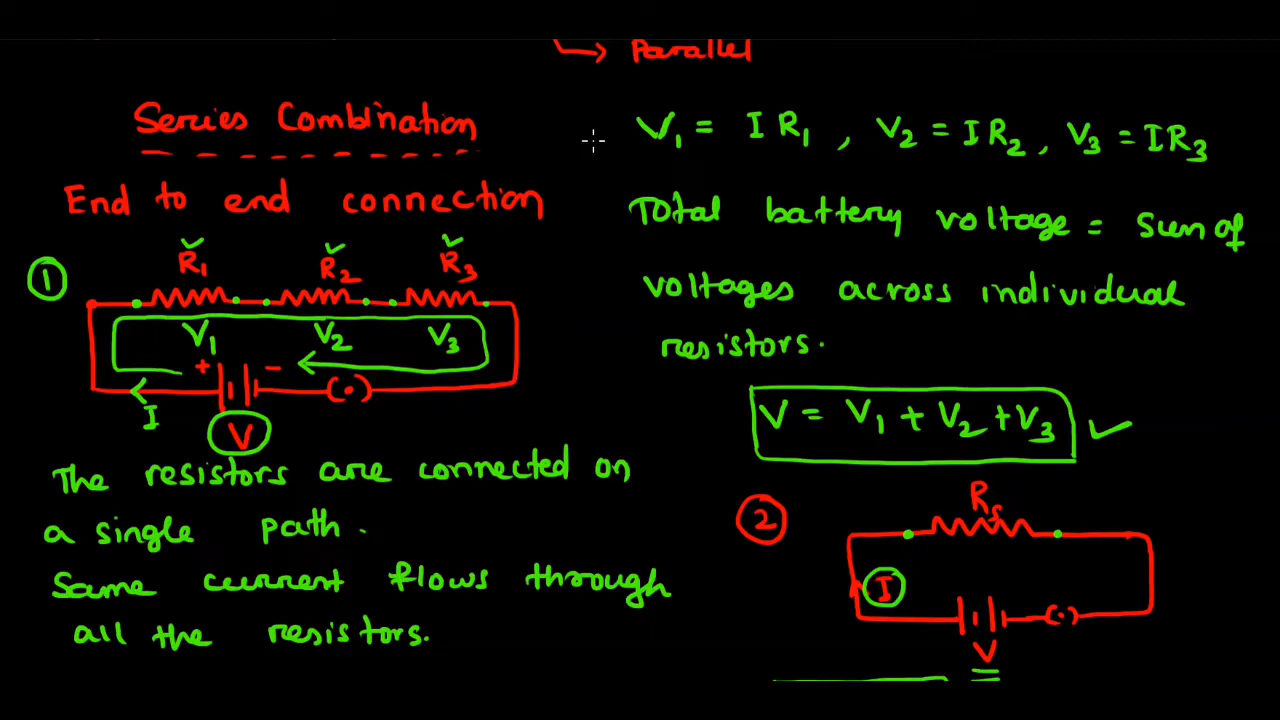 Parallel
Series Combination
End to end connection
1
R1 R2 R3
V1 V2 V3
+ -
I
V
The resistors are connected on
a single path.
Same current flows through
all the resistors.
V1 = I R1 , V2 = IR2 , V3 = IR3
Total battery voltage = Sum of
voltages across individual
resistors.
V = V1 + V2 + V3
2
Rs
I
V